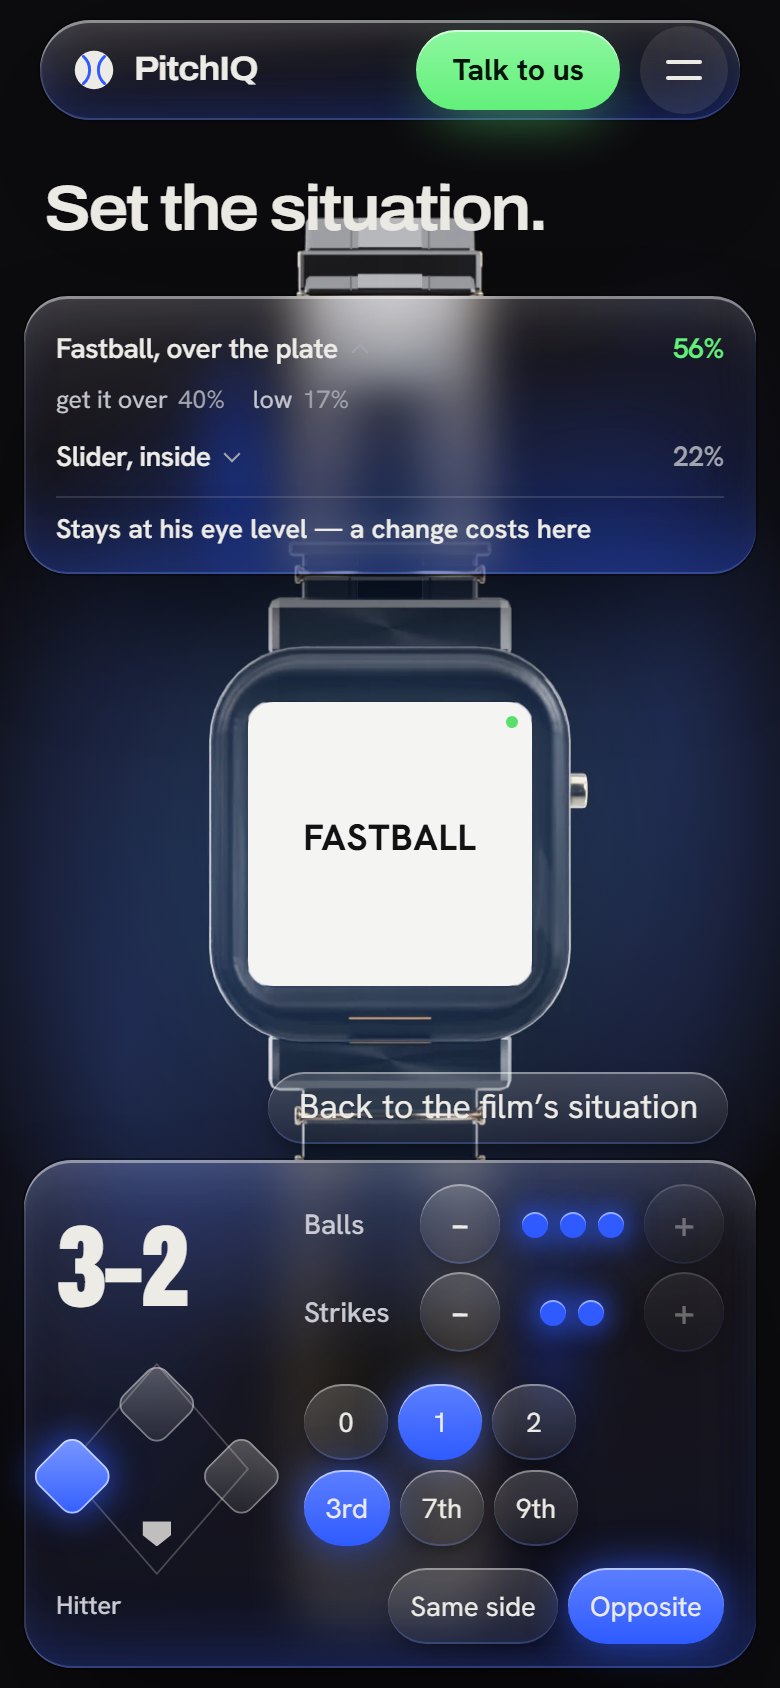 PitchIQ
Talk to us
Set the situation.
Fastball, over the plate 56%
get it over 40% low 17%
Slider, inside 22%
Stays at his eye level — a change costs here
FASTBALL
Back to the film’s situation
3–2
Balls − +
Strikes − +
0 1 2
3rd 7th 9th
Hitter Same side Opposite